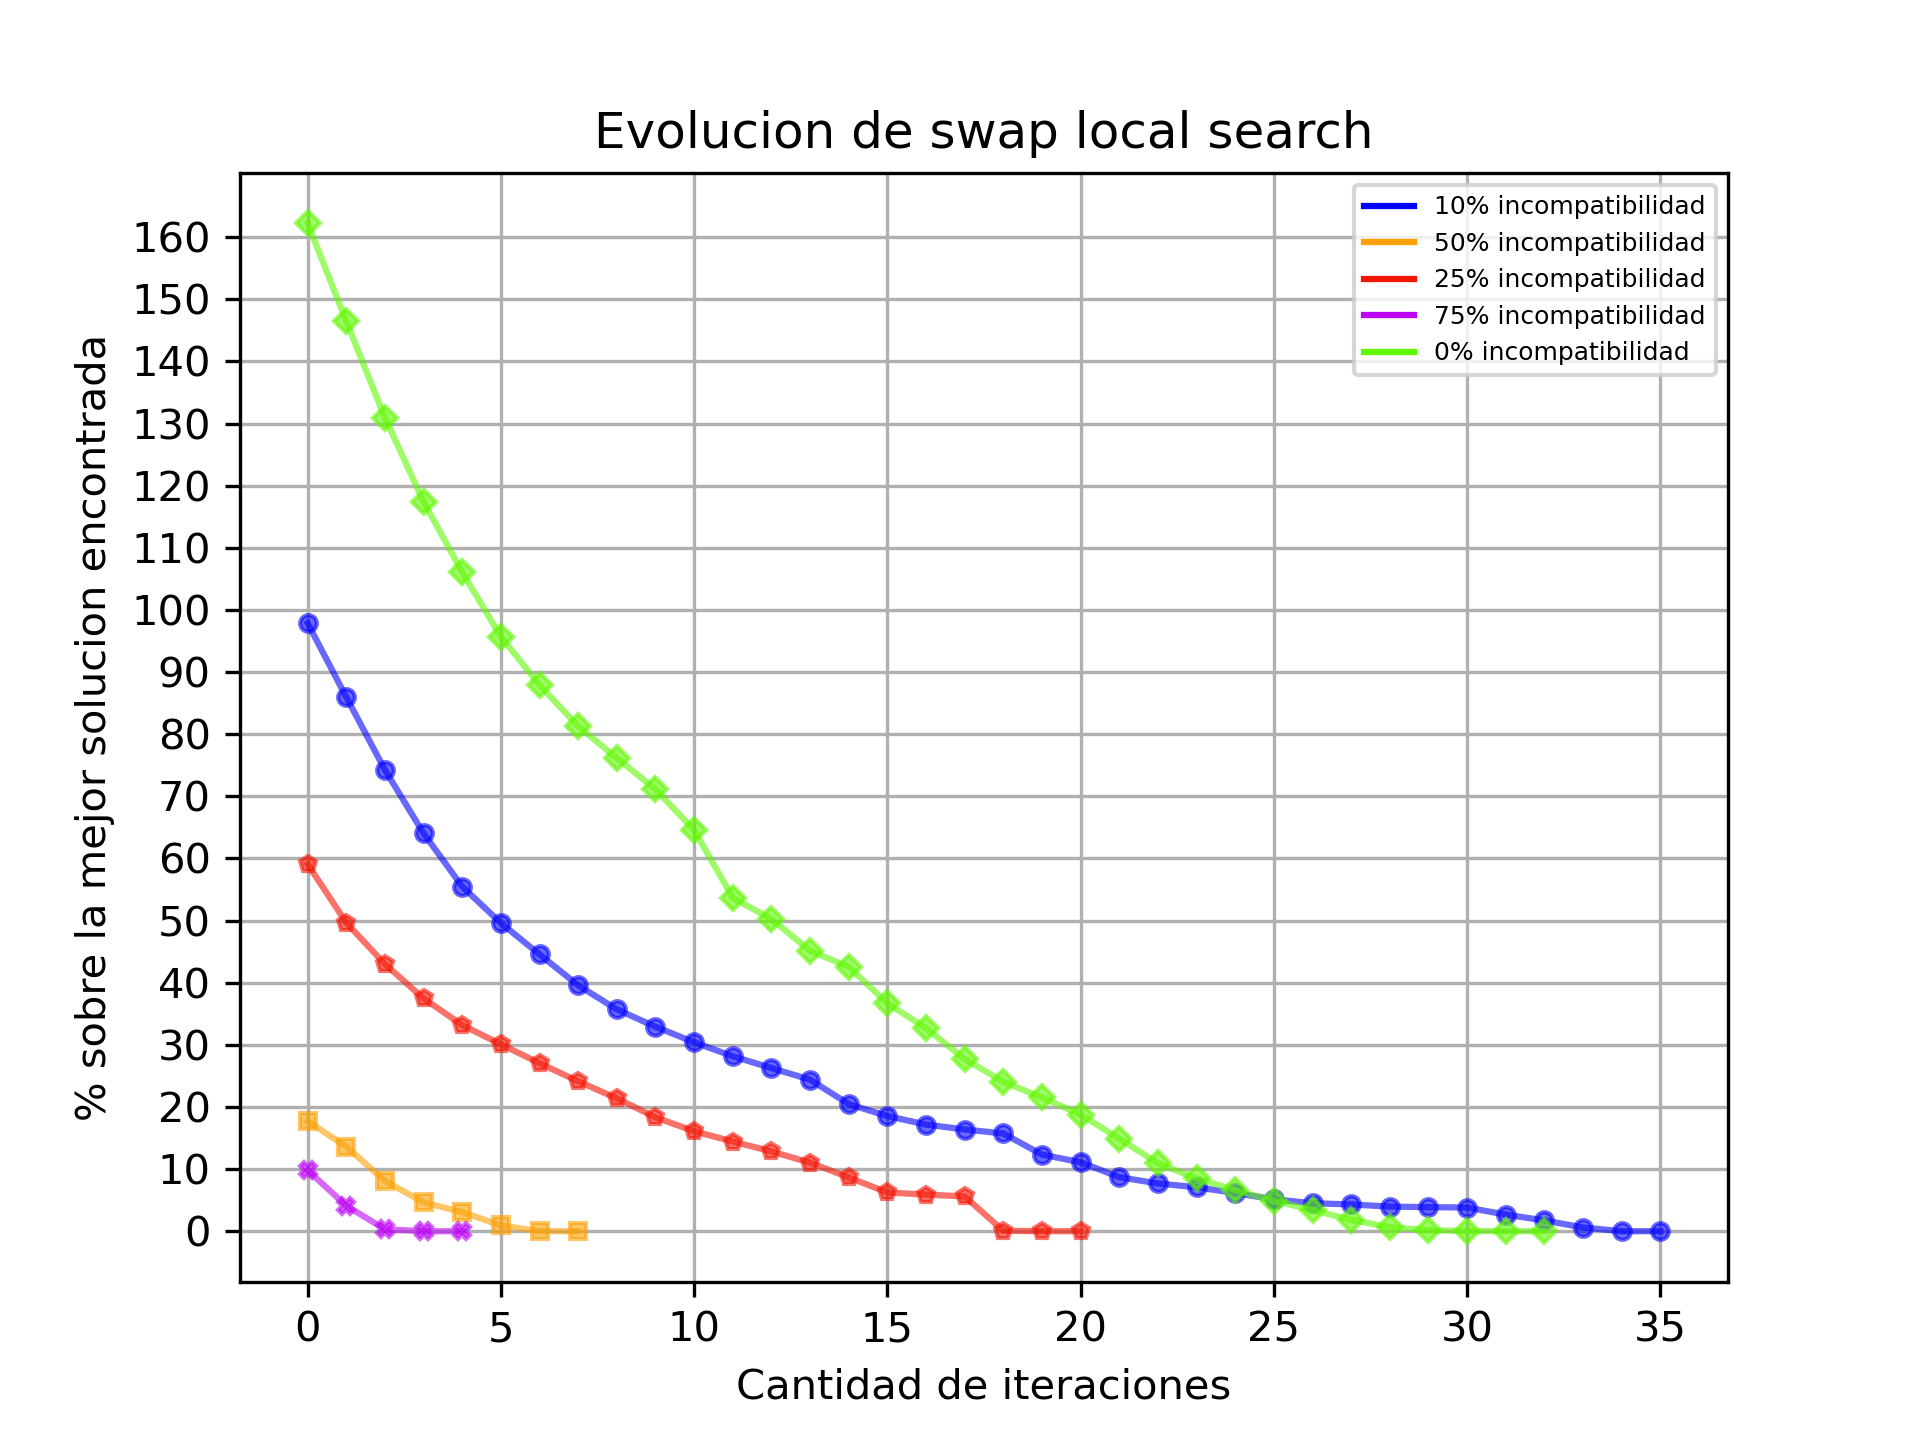 Evolucion de swap local search
10% incompatibilidad
50% incompatibilidad
25% incompatibilidad
75% incompatibilidad
0% incompatibilidad
% sobre la mejor solucion encontrada
160
150
140
130
120
110
100
90
80
70
60
50
40
30
20
10
0
0 5 10 15 20 25 30 35
Cantidad de iteraciones